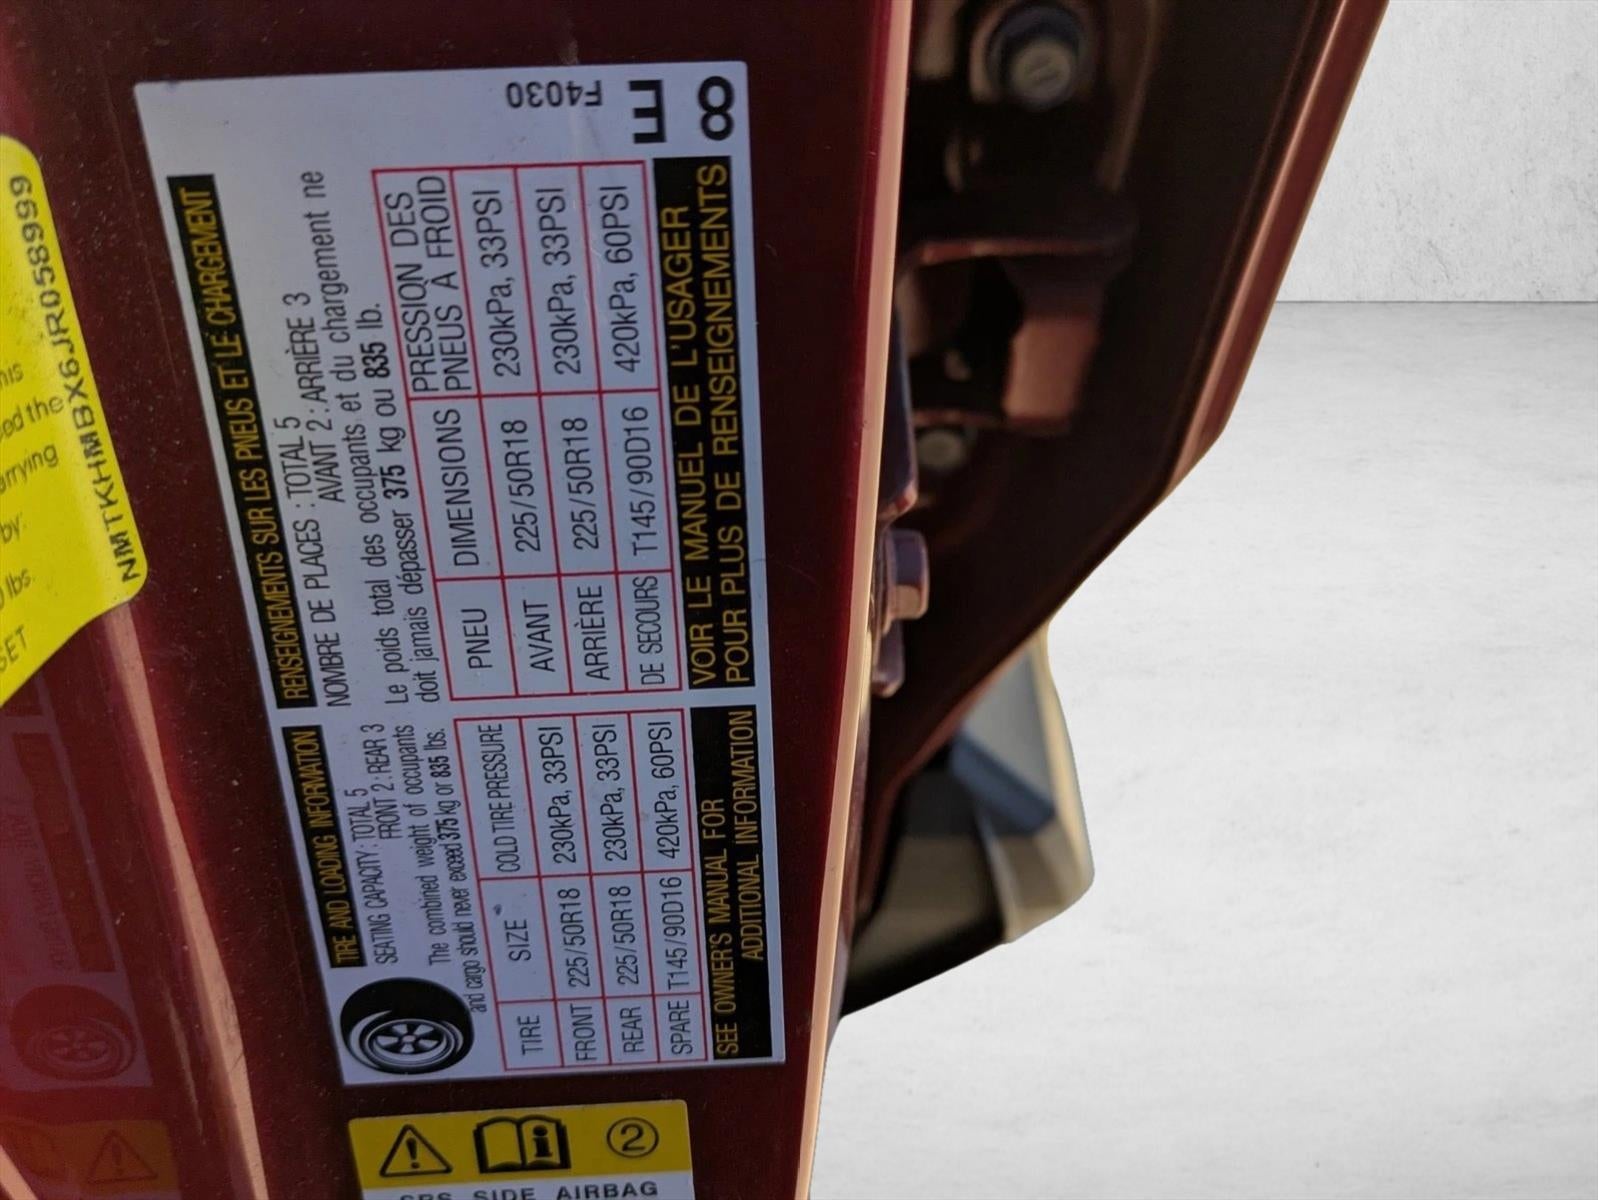 TIRE AND LOADING INFORMATION
SEATING CAPACITY : TOTAL 5
FRONT 2 : REAR 3
The combined weight of occupants
and cargo should never exceed 375 kg or 835 lbs.
TIRE SIZE COLD TIRE PRESSURE
FRONT 225/50R18 230kPa, 33PSI
REAR 225/50R18 230kPa, 33PSI
SPARE T145/90D16 420kPa, 60PSI
SEE OWNER'S MANUAL FOR
ADDITIONAL INFORMATION
RENSEIGNEMENTS SUR LES PNEUS ET LE CHARGEMENT
NOMBRE DE PLACES : TOTAL 5
AVANT 2 : ARRIÈRE 3
Le poids total des occupants et du chargement ne
doit jamais dépasser 375 kg ou 835 lb.
PNEU DIMENSIONS PRESSION DES
PNEUS À FROID
AVANT 225/50R18 230kPa, 33PSI
ARRIÈRE 225/50R18 230kPa, 33PSI
DE SECOURS T145/90D16 420kPa, 60PSI
VOIR LE MANUEL DE L'USAGER
POUR PLUS DE RENSEIGNEMENTS
T4030
E
8
the
by:
lbs.
NMTKHMBX6JR058999
2
SRS SIDE AIRBAG